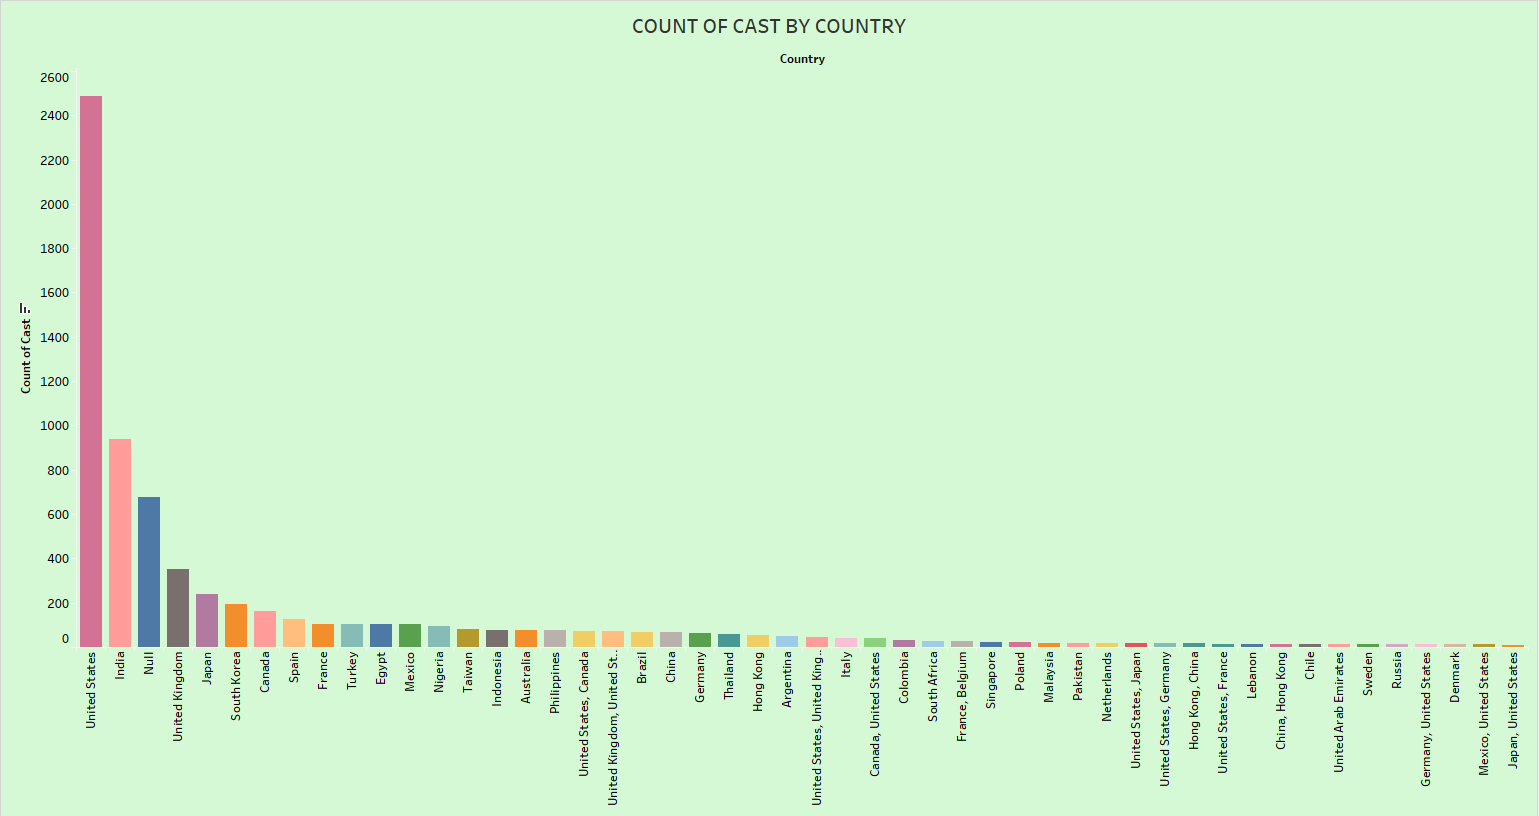 COUNT OF CAST BY COUNTRY
Country
Count of Cast
2600
2400
2200
2000
1800
1600
1400
1200
1000
800
600
400
200
0
United States
India
Null
United Kingdom
Japan
South Korea
Canada
Spain
France
Turkey
Egypt
Mexico
Nigeria
Taiwan
Indonesia
Australia
Philippines
United States, Canada
United Kingdom, United St..
Brazil
China
Germany
Thailand
Hong Kong
Argentina
United States, United King..
Italy
Canada, United States
Colombia
South Africa
France, Belgium
Singapore
Poland
Malaysia
Pakistan
Netherlands
United States, Japan
United States, Germany
Hong Kong, China
United States, France
Lebanon
China, Hong Kong
Chile
United Arab Emirates
Sweden
Russia
Germany, United States
Denmark
Mexico, United States
Japan, United States